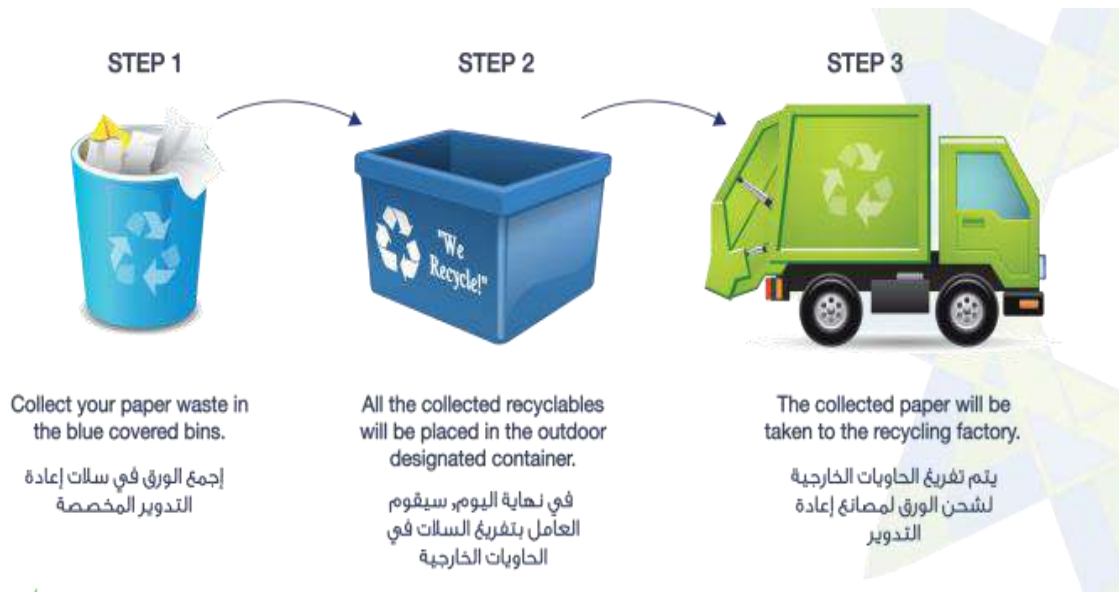 STEP 1
Collect your paper waste in
the blue covered bins.
إجمع الورق في سلات إعادة
التدوير المخصصة
STEP 2
"We
Recycle!"
All the collected recyclables
will be placed in the outdoor
designated container.
في نهاية اليوم, سيقوم
العامل بتفريغ السلات في
الحاويات الخارجية
STEP 3
The collected paper will be
taken to the recycling factory.
يتم تفريغ الحاويات الخارجية
لشحن الورق لمصانع إعادة
التدوير